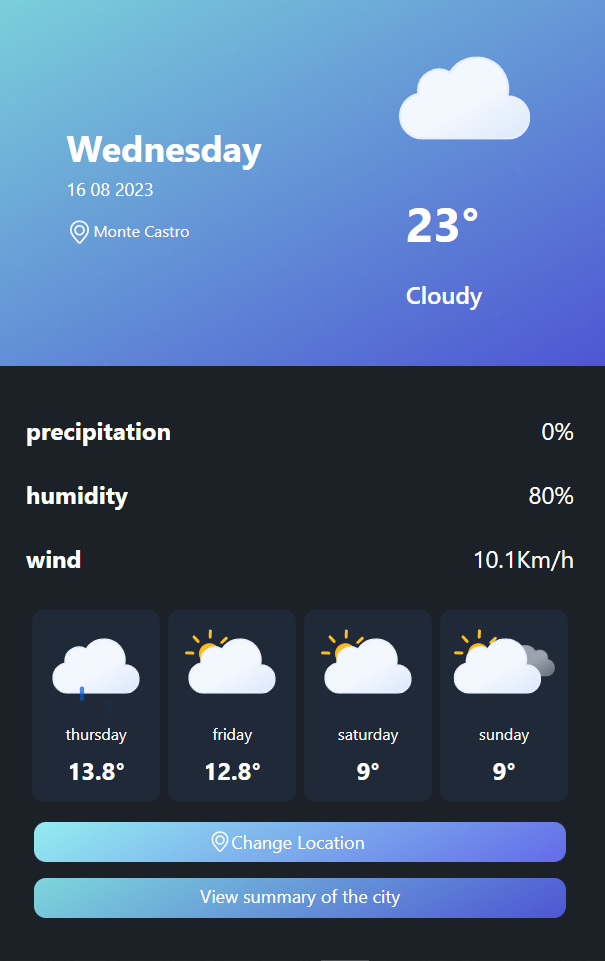 Wednesday
16 08 2023
Monte Castro
23°
Cloudy
precipitation 0%
humidity 80%
wind 10.1Km/h
thursday friday saturday sunday
13.8° 12.8° 9° 9°
Change Location
View summary of the city